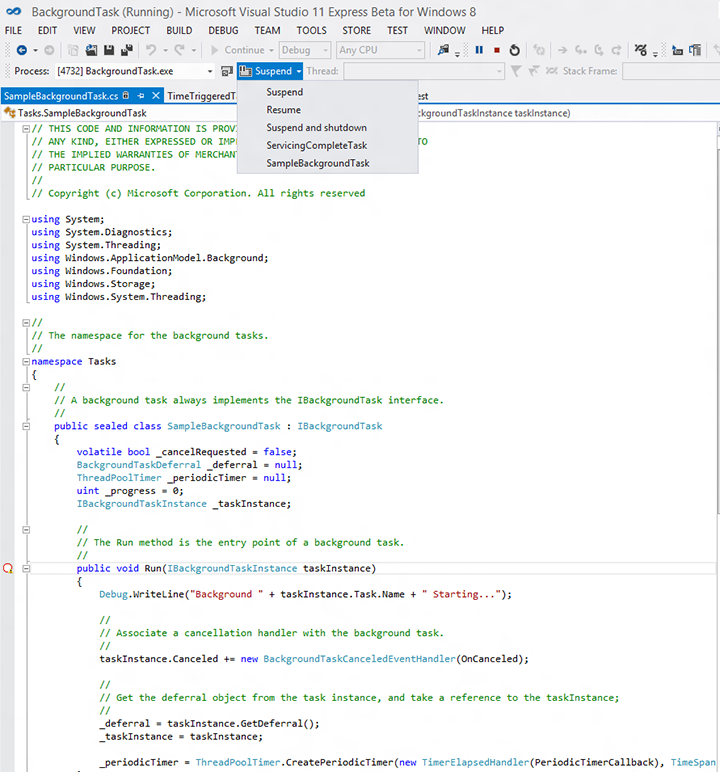 BackgroundTask (Running) - Microsoft Visual Studio 11 Express Beta for Windows 8
FILE EDIT VIEW PROJECT BUILD DEBUG TEAM TOOLS STORE TEST WINDOW HELP
Continue Debug Any CPU
Process: [4732] BackgroundTask.exe Suspend Thread: Stack Frame:
SampleBackgroundTask.cs TimeTriggeredTa est
Suspend
Resume
Suspend and shutdown
ServicingCompleteTask
SampleBackgroundTask
Tasks.SampleBackgroundTask ckgroundTaskInstance taskInstance)
// THIS CODE AND INFORMATION IS PROVI
// ANY KIND, EITHER EXPRESSED OR IMP TO
// THE IMPLIED WARRANTIES OF MERCHAN
// PARTICULAR PURPOSE.
//
// Copyright (c) Microsoft Corporation. All rights reserved
using System;
using System.Diagnostics;
using System.Threading;
using Windows.ApplicationModel.Background;
using Windows.Foundation;
using Windows.Storage;
using Windows.System.Threading;
//
// The namespace for the background tasks.
//
namespace Tasks
{
//
// A background task always implements the IBackgroundTask interface.
//
public sealed class SampleBackgroundTask : IBackgroundTask
{
volatile bool _cancelRequested = false;
BackgroundTaskDeferral _deferral = null;
ThreadPoolTimer _periodicTimer = null;
uint _progress = 0;
IBackgroundTaskInstance _taskInstance;
//
// The Run method is the entry point of a background task.
//
public void Run(IBackgroundTaskInstance taskInstance)
{
Debug.WriteLine("Background " + taskInstance.Task.Name + " Starting...");
//
// Associate a cancellation handler with the background task.
//
taskInstance.Canceled += new BackgroundTaskCanceledEventHandler(OnCanceled);
//
// Get the deferral object from the task instance, and take a reference to the taskInstance;
//
_deferral = taskInstance.GetDeferral();
_taskInstance = taskInstance;
_periodicTimer = ThreadPoolTimer.CreatePeriodicTimer(new TimerElapsedHandler(PeriodicTimerCallback), TimeSpan